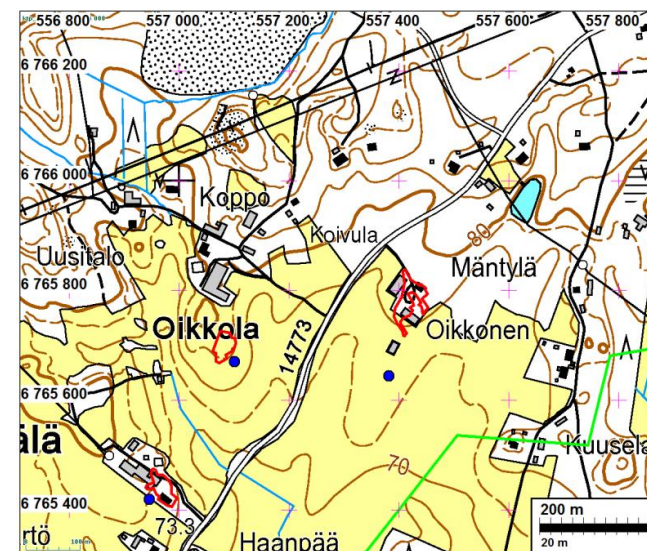 556 800
557 000
557 200
557 400
557 600
557 800
6 766 200
6 766 000
Koppo
Koivula
80
Uusitalo
Mäntylä
6 765 800
Oikkola
14773
Oikkonen
6 765 600
älä
Kuusela
70
6 765 400
73.3
200 m
20 m
rtö
100 m
Haanpää